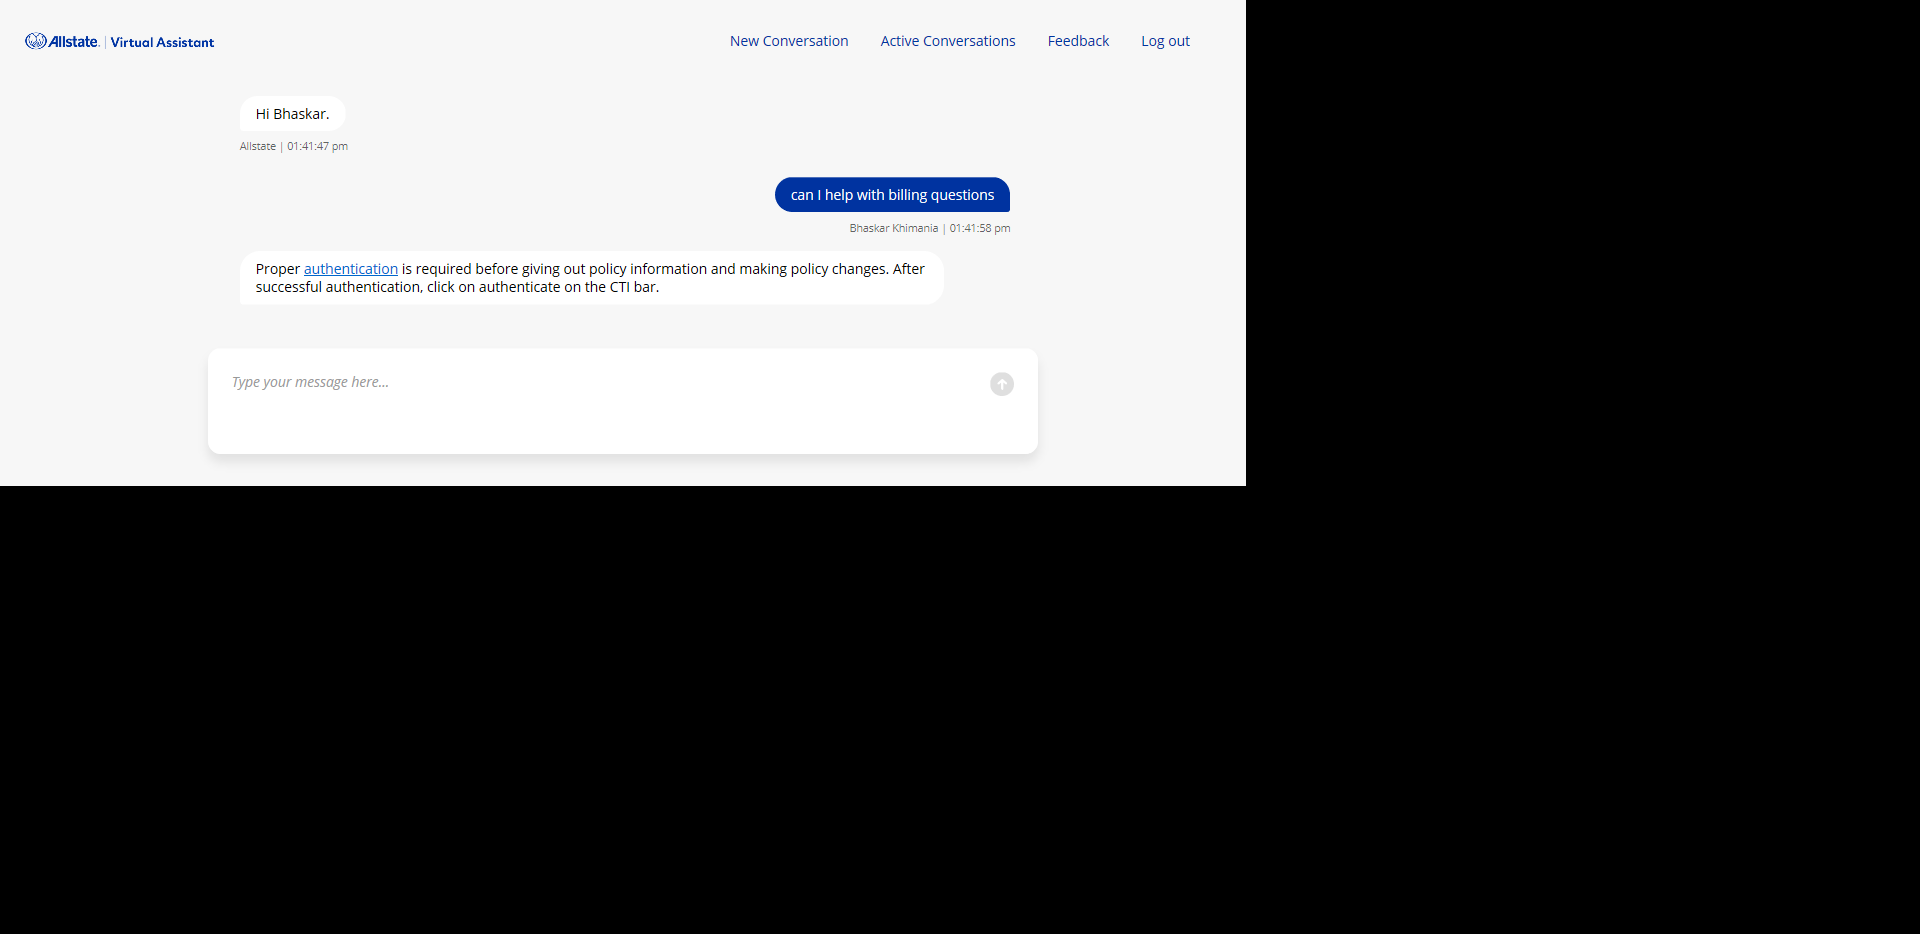 Allstate. | Virtual Assistant
New Conversation Active Conversations Feedback Log out
Hi Bhaskar.
Allstate | 01:41:47 pm
can I help with billing questions
Bhaskar Khimania | 01:41:58 pm
Proper authentication is required before giving out policy information and making policy changes. After
successful authentication, click on authenticate on the CTI bar.
Type your message here...